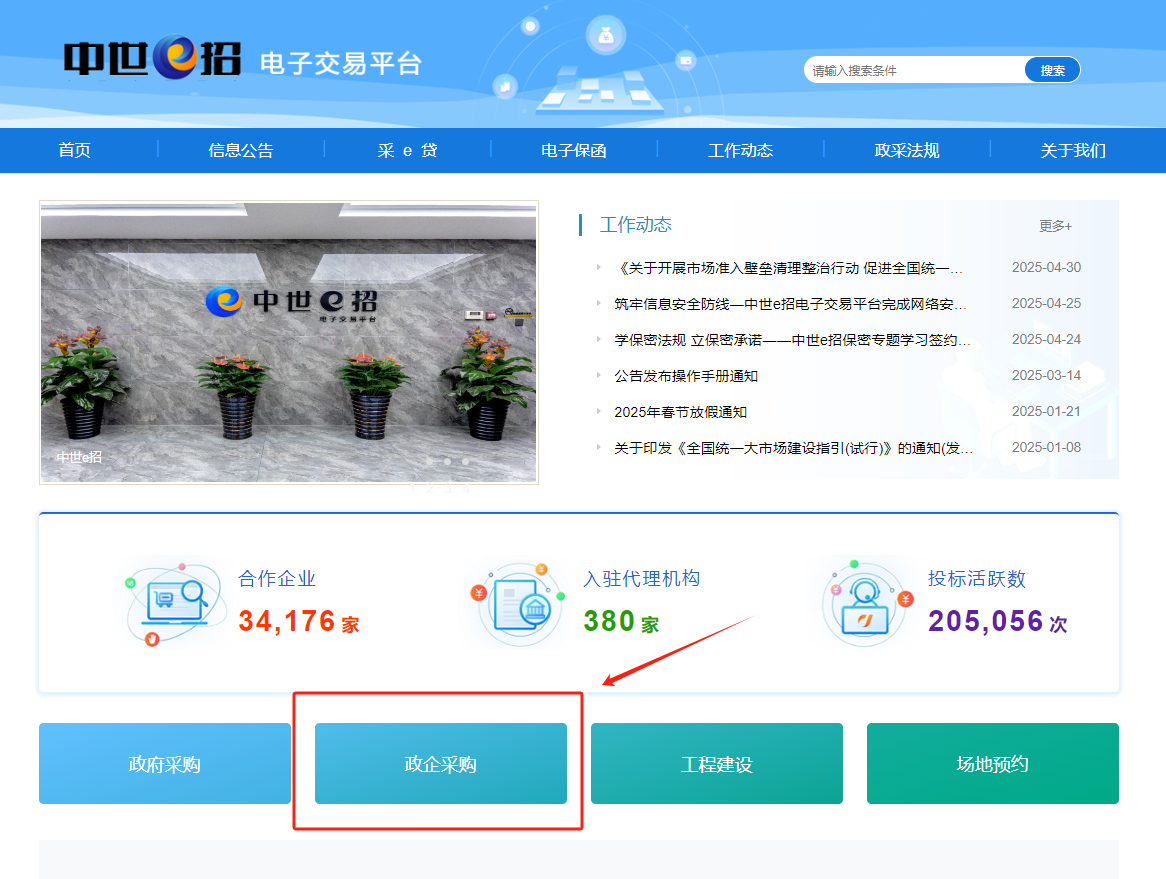 中世e招 电子交易平台
请输入搜索条件 搜索
首页 信息公告 采 e 贷 电子保函 工作动态 政采法规 关于我们
中世e招
电子交易平台
中世e招
1 2 3 4
工作动态 更多+
《关于开展市场准入壁垒清理整治行动 促进全国统一… 2025-04-30
筑牢信息安全防线—中世e招电子交易平台完成网络安… 2025-04-25
学保密法规 立保密承诺——中世e招保密专题学习签约… 2025-04-24
公告发布操作手册通知 2025-03-14
2025年春节放假通知 2025-01-21
关于印发《全国统一大市场建设指引(试行)》的通知(发… 2025-01-08
合作企业 入驻代理机构 投标活跃数
34,176 家 380 家 205,056 次
政府采购 政企采购 工程建设 场地预约